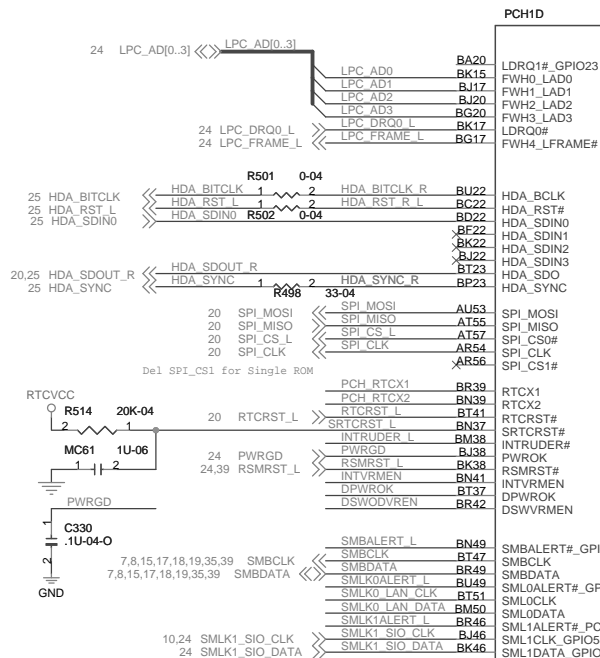 PCH1D
24 LPC_AD[0..3] LPC_AD[0..3]
BA20 LDRQ1#_GPIO23
LPC_AD0 BK15 FWH0_LAD0
LPC_AD1 BJ17 FWH1_LAD1
LPC_AD2 BJ20 FWH2_LAD2
LPC_AD3 BG20 FWH3_LAD3
24 LPC_DRQ0_L LPC_DRQ0_L BK17 LDRQ0#
24 LPC_FRAME_L LPC_FRAME_L BG17 FWH4_LFRAME#
R501 0-04
25 HDA_BITCLK HDA_BITCLK 1 2 HDA_BITCLK_R BU22 HDA_BCLK
25 HDA_RST_L HDA_RST_L 1 2 HDA_RST_R_L BC22 HDA_RST#
25 HDA_SDIN0 HDA_SDIN0 R502 0-04 BD22 HDA_SDIN0
BF22 HDA_SDIN1
BK22 HDA_SDIN2
BJ22 HDA_SDIN3
20,25 HDA_SDOUT_R HDA_SDOUT_R BT23 HDA_SDO
25 HDA_SYNC HDA_SYNC 1 2 HDA_SYNC_R BP23 HDA_SYNC
R498 33-04
20 SPI_MOSI SPI_MOSI AU53 SPI_MOSI
20 SPI_MISO SPI_MISO AT55 SPI_MISO
20 SPI_CS_L SPI_CS_L AT57 SPI_CS0#
20 SPI_CLK SPI_CLK AR54 SPI_CLK
AR56 SPI_CS1#
Del SPI_CS1 for Single ROM
RTCVCC
PCH_RTCX1 BR39 RTCX1
R514 20K-04
PCH_RTCX2 BN39 RTCX2
2 1
20 RTCRST_L RTCRST_L BT41 RTCRST#
SRTCRST_L BN37 SRTCRST#
INTRUDER_L BM38 INTRUDER#
MC61 1U-06
1 2
24 PWRGD PWRGD BJ38 PWROK
24,39 RSMRST_L RSMRST_L BK38 RSMRST#
INTVRMEN BN41 INTVRMEN
DPWROK BT37 DPWROK
PWRGD
DSWODVREN BR42 DSWVRMEN
1
C330
.1U-04-O
2
GND
SMBALERT_L BN49 SMBALERT#_GPI
7,8,15,17,18,19,35,39 SMBCLK SMBCLK BT47 SMBCLK
7,8,15,17,18,19,35,39 SMBDATA SMBDATA BR49 SMBDATA
SMLK0ALERT_L BU49 SML0ALERT#_GP
SMLK0_LAN_CLK BT51 SML0CLK
SMLK0_LAN_DATA BM50 SML0DATA
SMLK1ALERT_L BR46 SML1ALERT#_PC
10,24 SMLK1_SIO_CLK SMLK1_SIO_CLK BJ46 SML1CLK_GPIO5
24 SMLK1_SIO_DATA SMLK1_SIO_DATA BK46 SML1DATA_GPIO